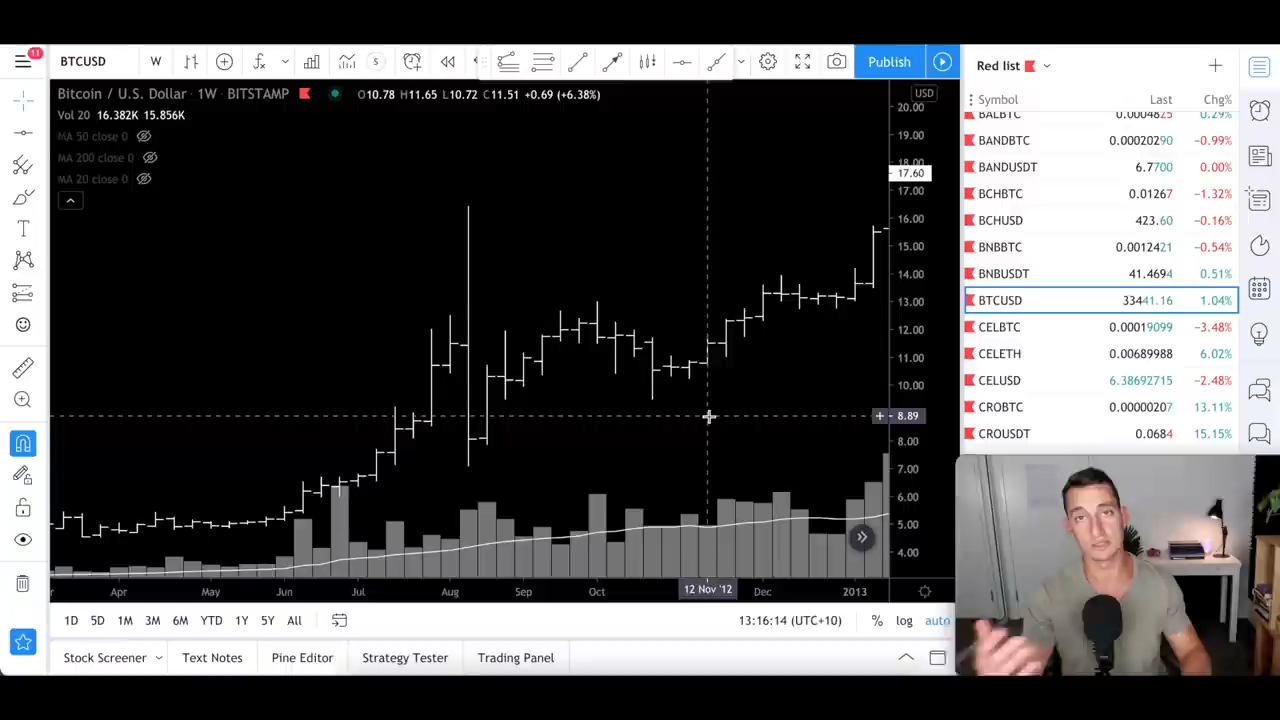 11
BTCUSD W S Publish
Bitcoin / U.S. Dollar · 1W · BITSTAMP O10.78 H11.65 L10.72 C11.51 +0.69 (+6.38%)
Vol 20 16.382K 15.856K
MA 50 close 0
MA 200 close 0
MA 20 close 0
USD
20.00
19.00
18.00
17.60
17.00
16.00
15.00
14.00
13.00
12.00
11.00
10.00
8.89
8.00
7.00
6.00
5.00
4.00
Apr May Jun Jul Aug Sep Oct 12 Nov '12 Dec 2013
1D 5D 1M 3M 6M YTD 1Y 5Y All 13:16:14 (UTC+10) % log auto
Stock Screener Text Notes Pine Editor Strategy Tester Trading Panel
Red list
Symbol Last Chg%
BALBTC 0.0004825 0.29%
BANDBTC 0.00020290 −0.99%
BANDUSDT 6.7700 0.00%
BCHBTC 0.01267 −1.32%
BCHUSD 423.60 −0.16%
BNBBTC 0.0012421 −0.54%
BNBUSDT 41.4694 0.51%
BTCUSD 33441.16 1.04%
CELBTC 0.00019099 −3.48%
CELETH 0.00689988 6.02%
CELUSD 6.38692715 −2.48%
CROBTC 0.00000207 13.11%
CROUSDT 0.0684 15.15%